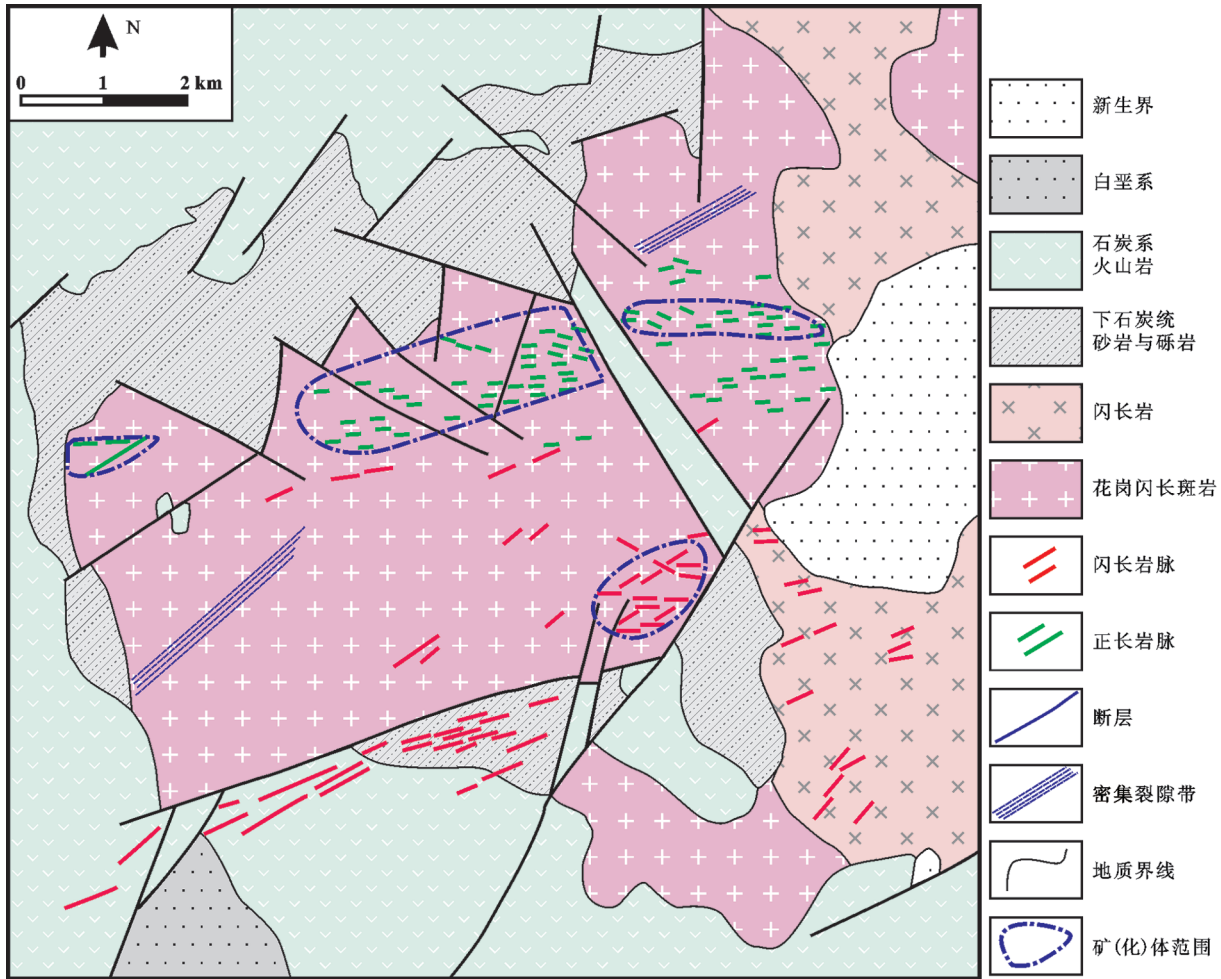 N
0 1 2 km
新生界
白垩系
石炭系
火山岩
下石炭统
砂岩与砾岩
闪长岩
花岗闪长斑岩
闪长岩脉
正长岩脉
断层
密集裂隙带
地质界线
矿(化)体范围